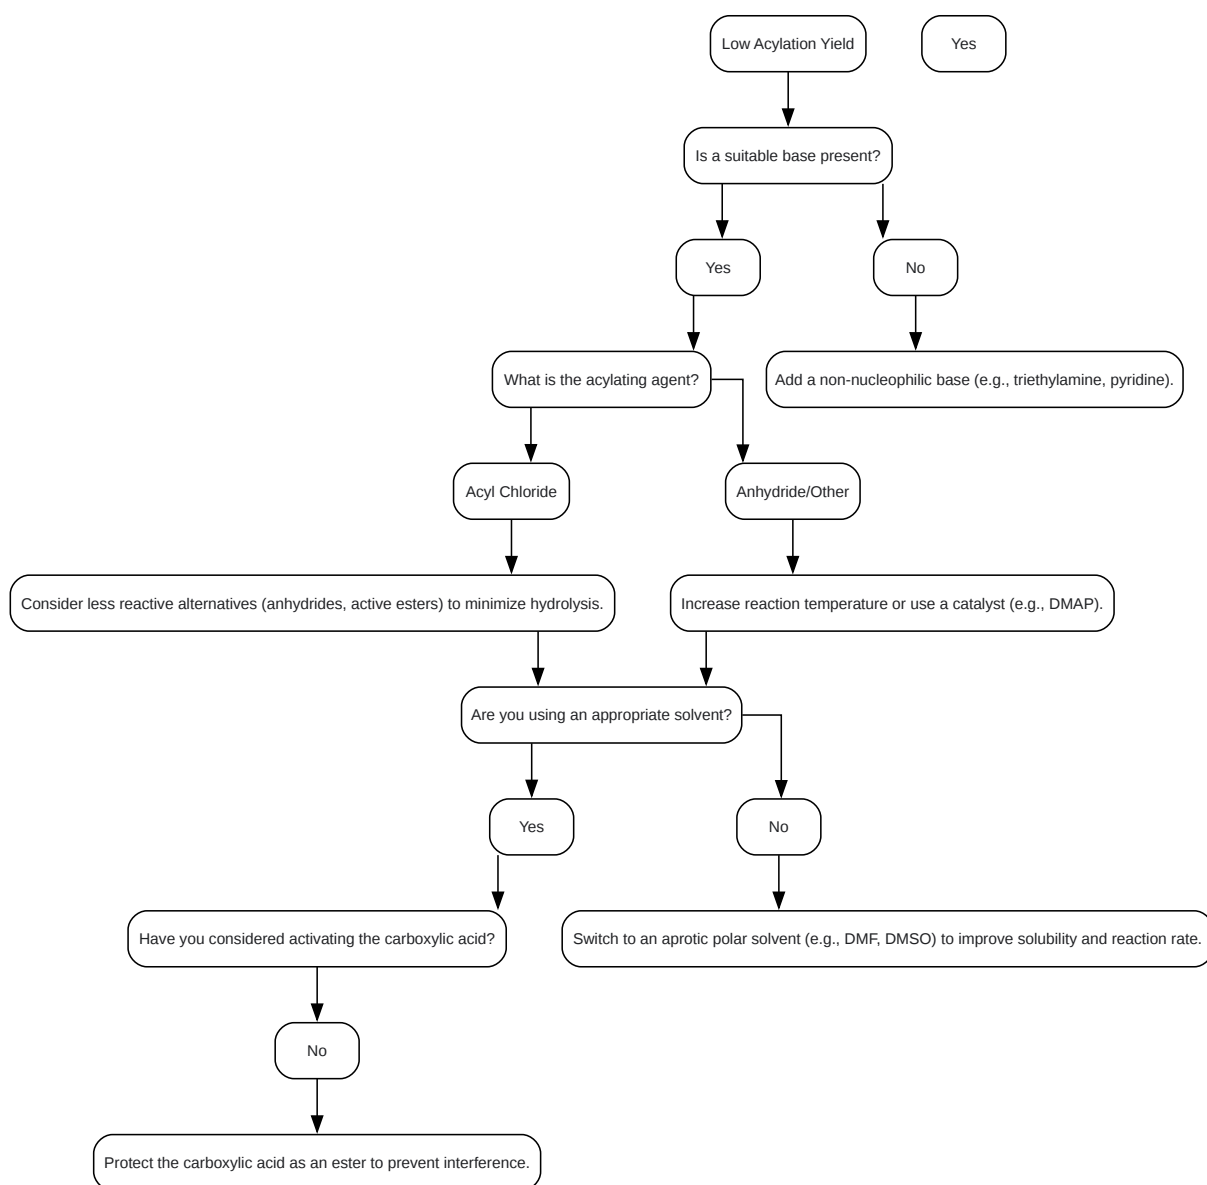 Low Acylation Yield
Yes
Is a suitable base present?
Yes
No
What is the acylating agent?
Add a non-nucleophilic base (e.g., triethylamine, pyridine).
Acyl Chloride
Anhydride/Other
Consider less reactive alternatives (anhydrides, active esters) to minimize hydrolysis.
Increase reaction temperature or use a catalyst (e.g., DMAP).
Are you using an appropriate solvent?
Yes
No
Have you considered activating the carboxylic acid?
Switch to an aprotic polar solvent (e.g., DMF, DMSO) to improve solubility and reaction rate.
No
Protect the carboxylic acid as an ester to prevent interference.